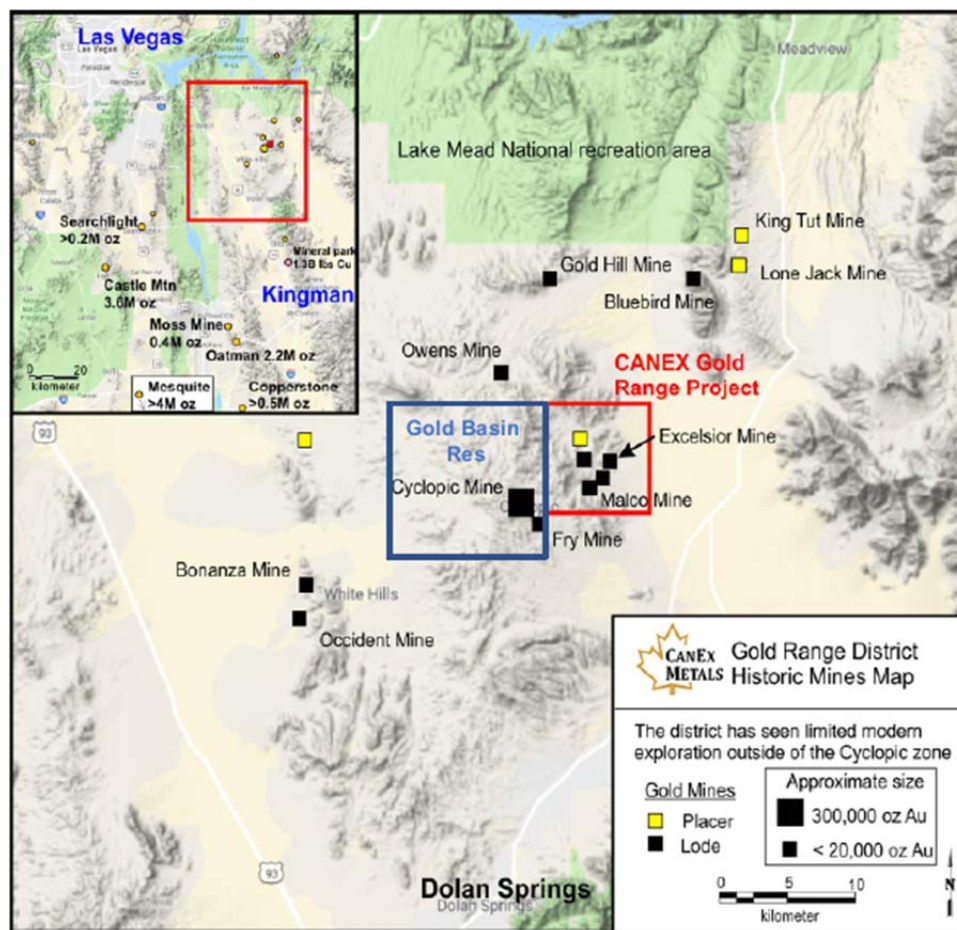 Las Vegas
Las Vegas
Paradise
Henderson
Searchlight
>0.2M oz
Castle Mtn
3.6M oz
Moss Mine
0.4M oz
Oatman 2.2M oz
Mineral park
1.3B lbs Cu
Kingman
0 20
kilometer
Mesquite
>4M oz
Copperstone
>0.5M oz
Meadview
Lake Mead National recreation area
King Tut Mine
Lone Jack Mine
Gold Hill Mine
Bluebird Mine
Owens Mine
CANEX Gold
Range Project
93
Gold Basin
Res
Excelsior Mine
Cyclopic Mine
Malco Mine
Fry Mine
Bonanza Mine
White Hills
Occident Mine
93
Dolan Springs
Dolan Springs
CANEX
METALS
Gold Range District
Historic Mines Map
The district has seen limited modern
exploration outside of the Cyclopic zone
Gold Mines
Placer
Lode
Approximate size
300,000 oz Au
< 20,000 oz Au
0 5 10
kilometer
N